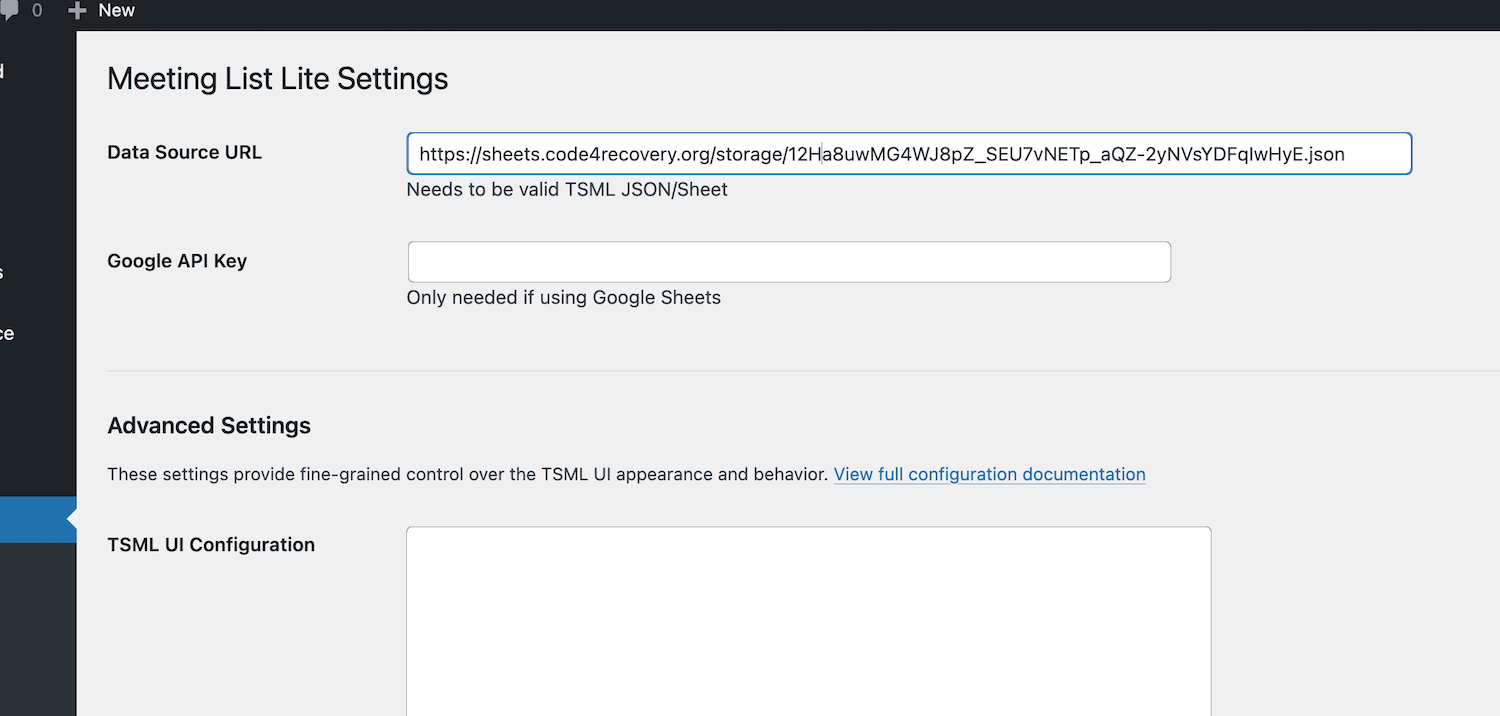 0 New
Meeting List Lite Settings
Data Source URL
https://sheets.code4recovery.org/storage/12Ha8uwMG4WJ8pZ_SEU7vNETp_aQZ-2yNVsYDFqIwHyE.json
Needs to be valid TSML JSON/Sheet
Google API Key
Only needed if using Google Sheets
Advanced Settings
These settings provide fine-grained control over the TSML UI appearance and behavior. View full configuration documentation
TSML UI Configuration